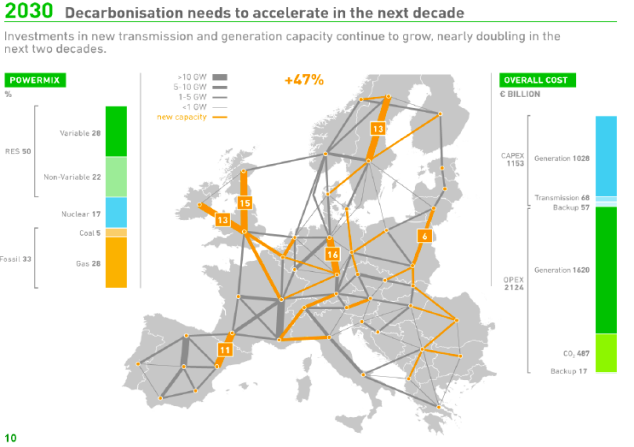 2030 Decarbonisation needs to accelerate in the next decade
Investments in new transmission and generation capacity continue to grow, nearly doubling in the
next two decades.
POWERMIX
%
RES 50
Variable 28
Non-Variable 22
Nuclear 17
Fossil 33
Coal 5
Gas 28
>10 GW
5-10 GW
1-5 GW
<1 GW
new capacity
+47%
13
15
13
6
16
11
OVERALL COST
€ BILLION
CAPEX
1153
Generation 1028
Transmission 68
Backup 57
OPEX
2124
Generation 1620
CO₂ 487
Backup 17
10